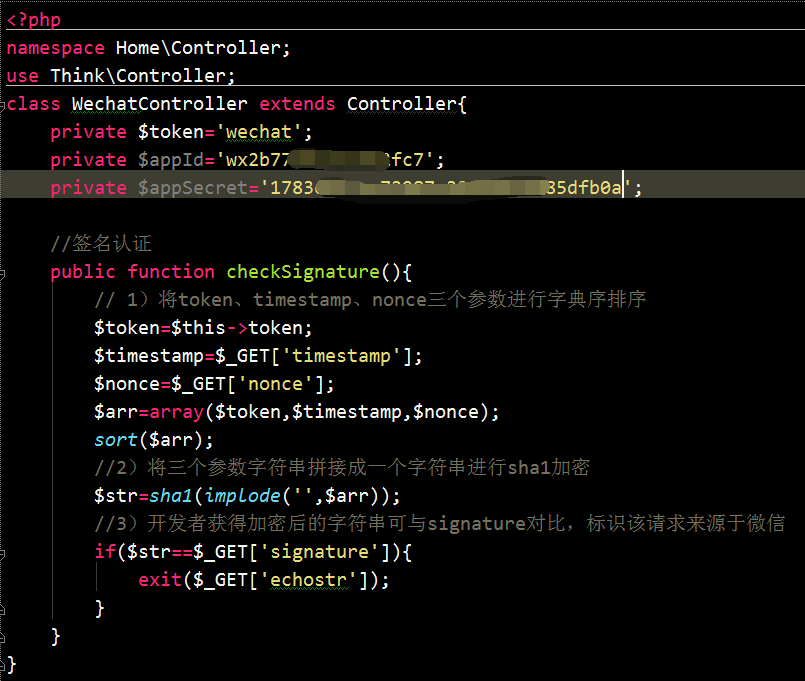 <?php
namespace Home\Controller;
use Think\Controller;
class WechatController extends Controller{
private $token='wechat';
private $appId='wx2b77 fc7';
private $appSecret='1783 85dfb0a';
//签名认证
public function checkSignature(){
// 1）将token、timestamp、nonce三个参数进行字典序排序
$token=$this->token;
$timestamp=$_GET['timestamp'];
$nonce=$_GET['nonce'];
$arr=array($token,$timestamp,$nonce);
sort($arr);
//2）将三个参数字符串拼接成一个字符串进行sha1加密
$str=sha1(implode('',$arr));
//3）开发者获得加密后的字符串可与signature对比，标识该请求来源于微信
if($str==$_GET['signature']){
exit($_GET['echostr']);
}
}
}